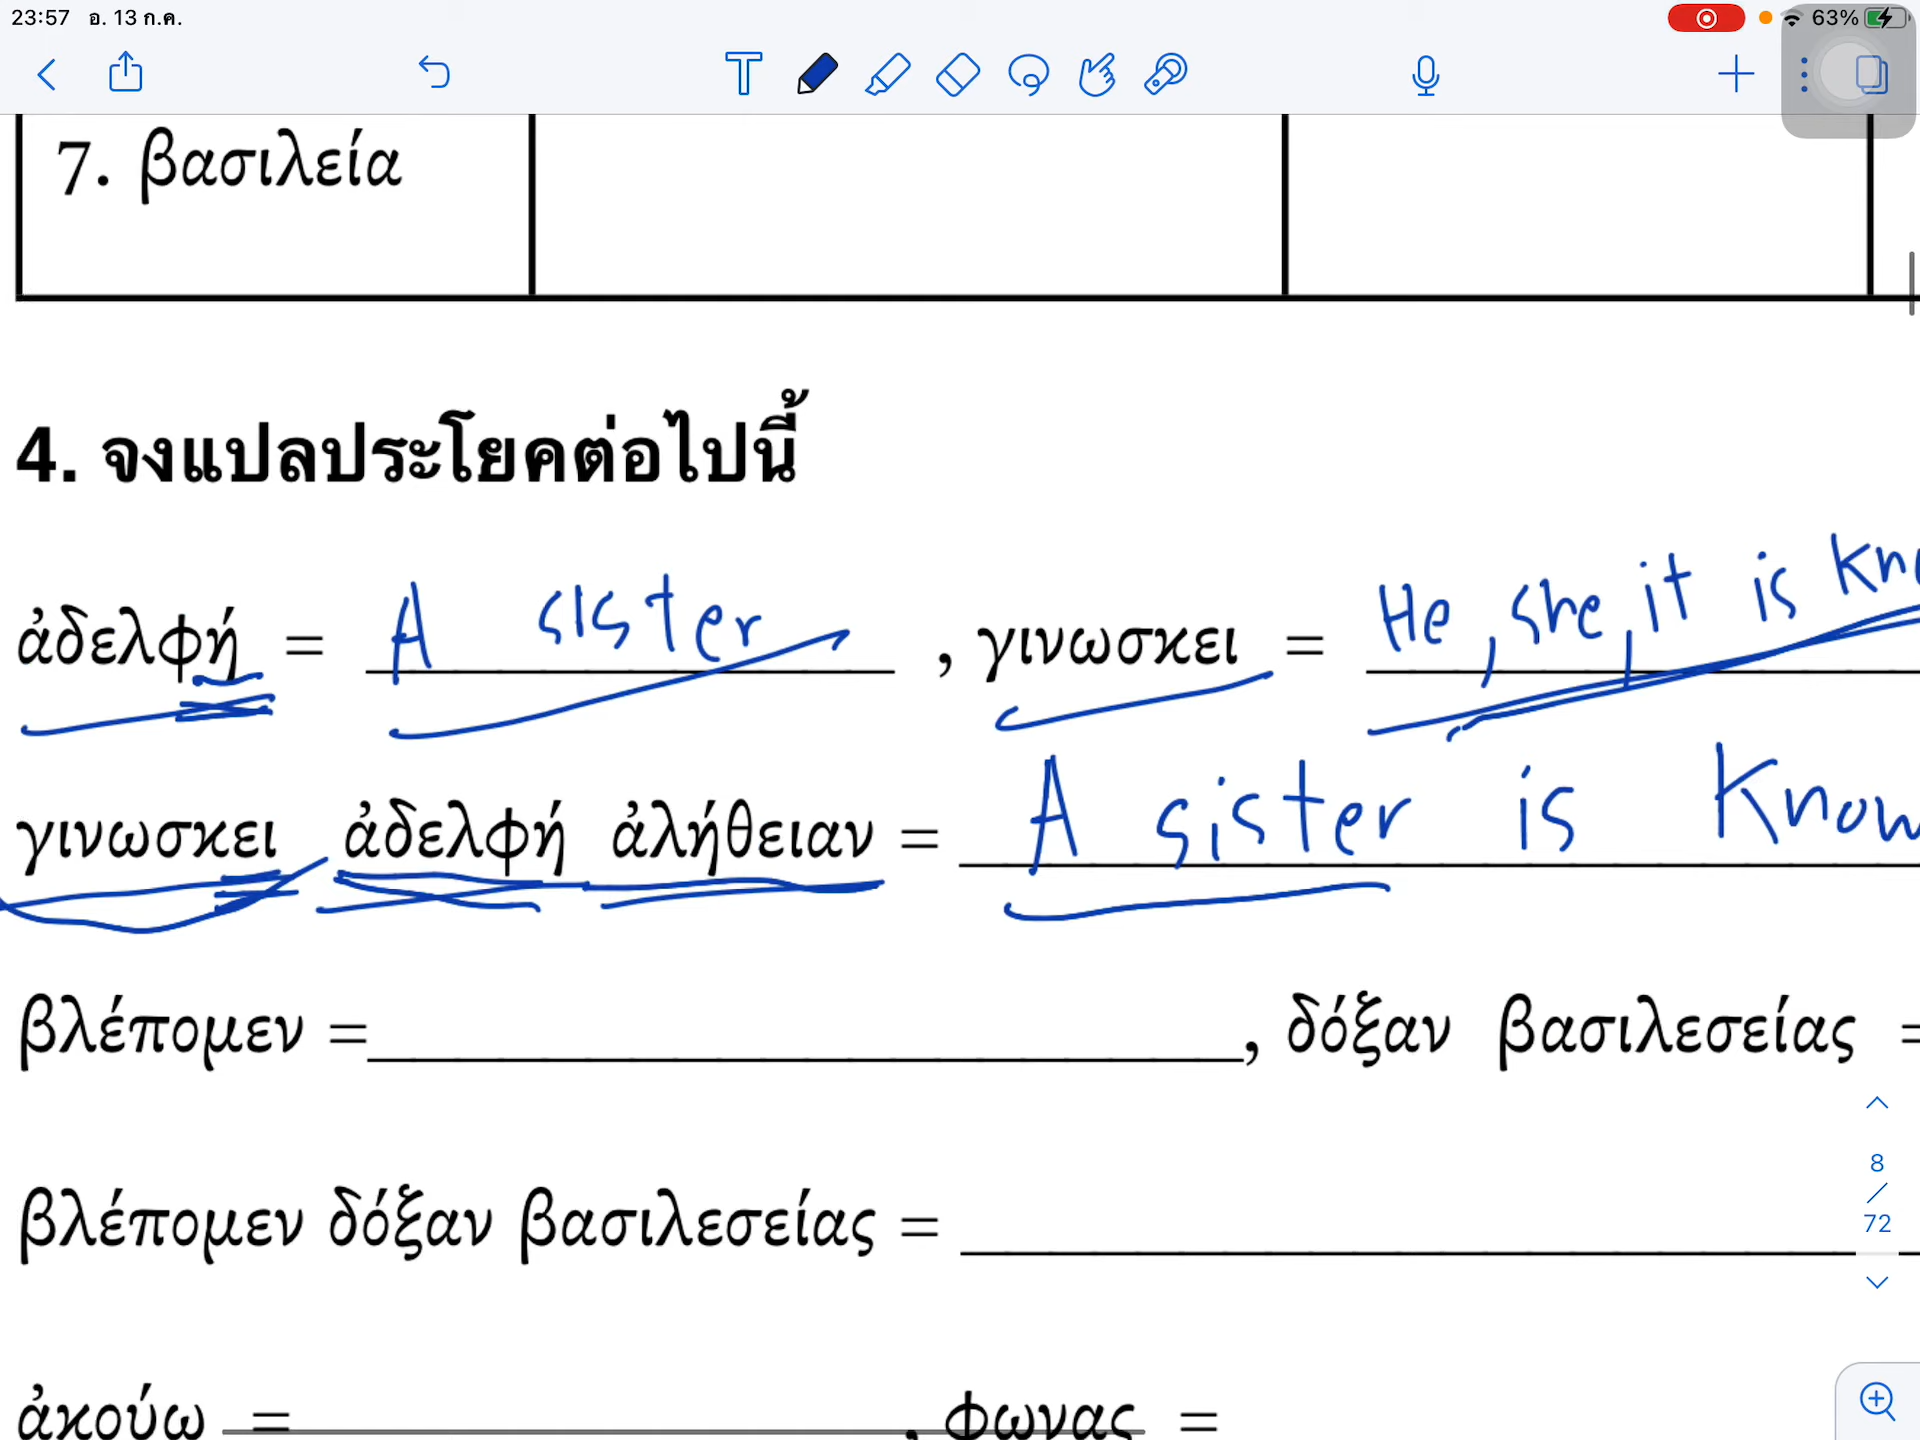 23:57 อ. 13 ก.ค. 63%
7. βασιλεία
4. จงแปลประโยคต่อไปนี้
ἀδελφή = A sister , γινωσκει = He, she, it is kn
γινωσκει ἀδελφή ἀλήθειαν = A sister is Know
βλέπομεν = , δόξαν βασιλεσείας =
βλέπομεν δόξαν βασιλεσείας =
ἀκούω = , φωνας =
8 / 72